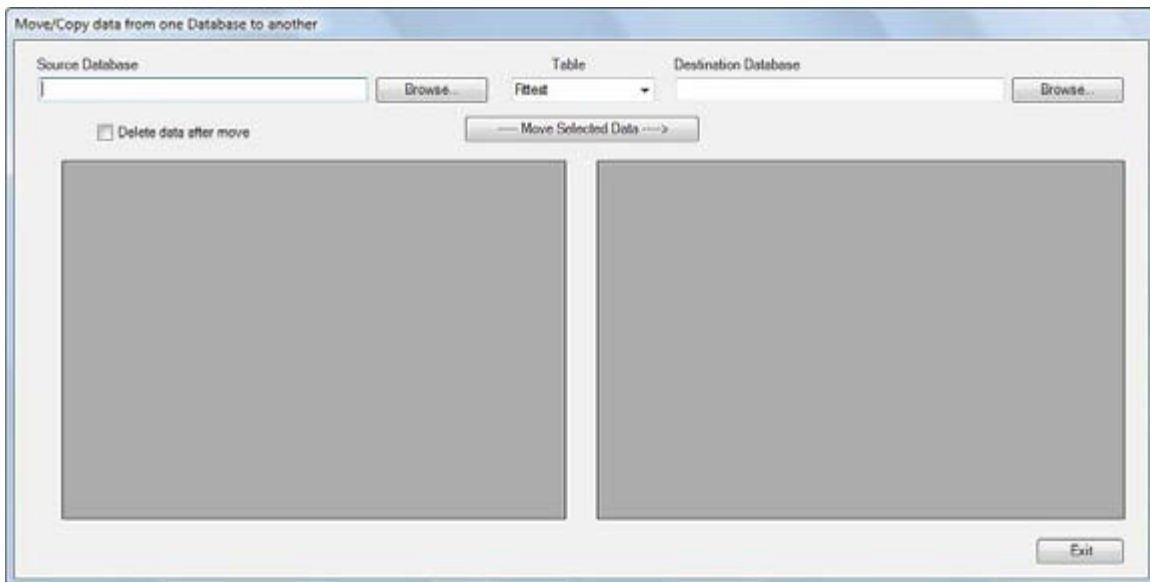 Move/Copy data from one Database to another
Source Database Table Destination Database
Browse... Fittest Browse...
Delete data after move ---- Move Selected Data ---->
Exit